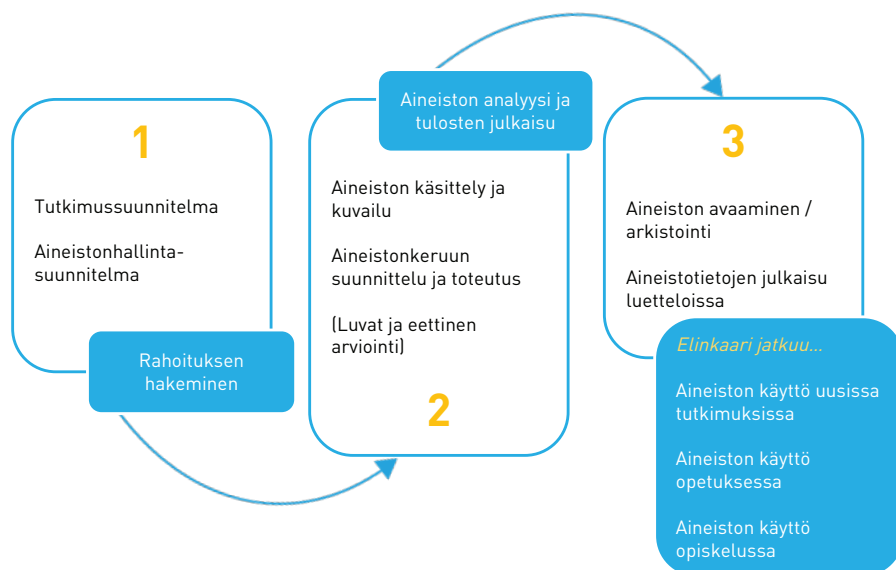 1
Tutkimussuunnitelma
Aineistonhallinta-
suunnitelma
Rahoituksen
hakeminen
Aineiston analyysi ja
tulosten julkaisu
Aineiston käsittely ja
kuvailu
Aineistonkeruun
suunnittelu ja toteutus
(Luvat ja eettinen
arviointi)
2
3
Aineiston avaaminen /
arkistointi
Aineistotietojen julkaisu
luetteloissa
Elinkaari jatkuu...
Aineiston käyttö uusissa
tutkimuksissa
Aineiston käyttö
opetuksessa
Aineiston käyttö
opiskelussa